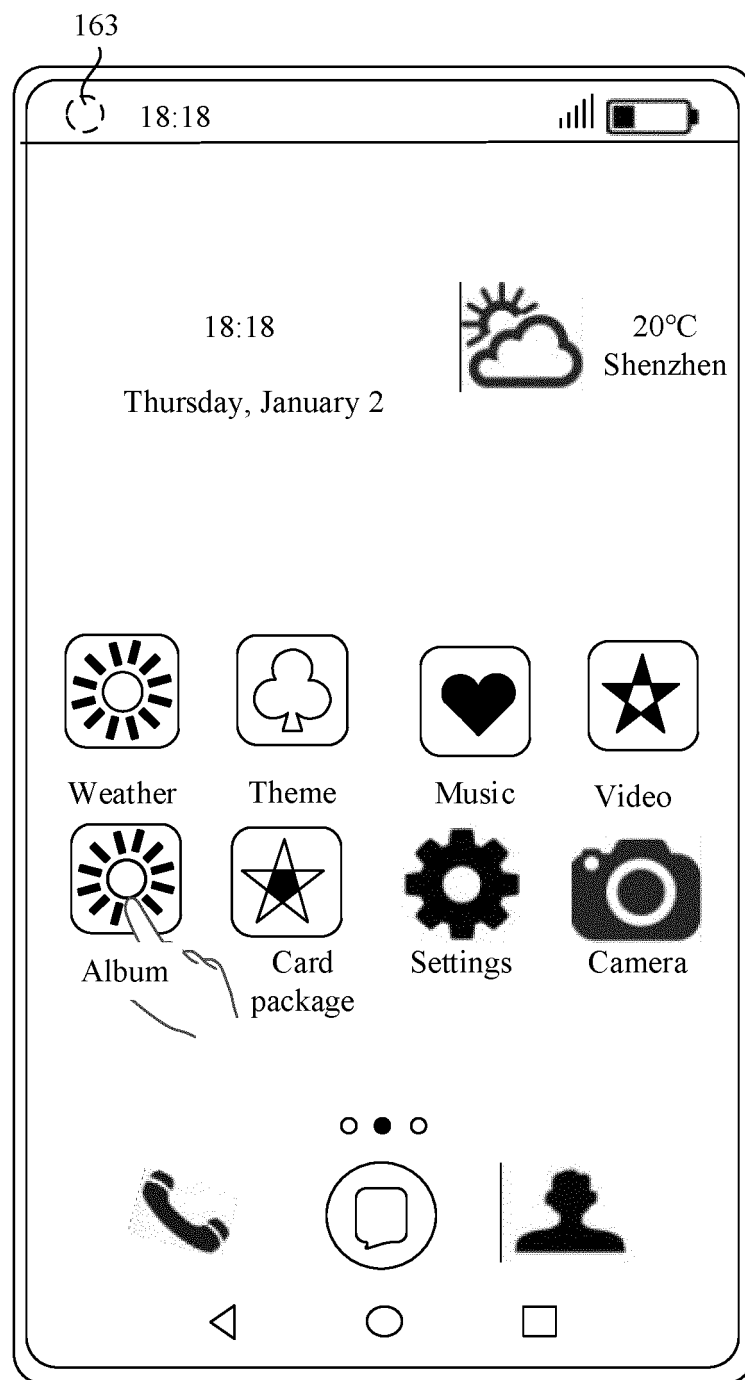 163
18:18
18:18
20°C
Shenzhen
Thursday, January 2
Weather
Theme
Music
Video
Album
Card
package
Settings
Camera